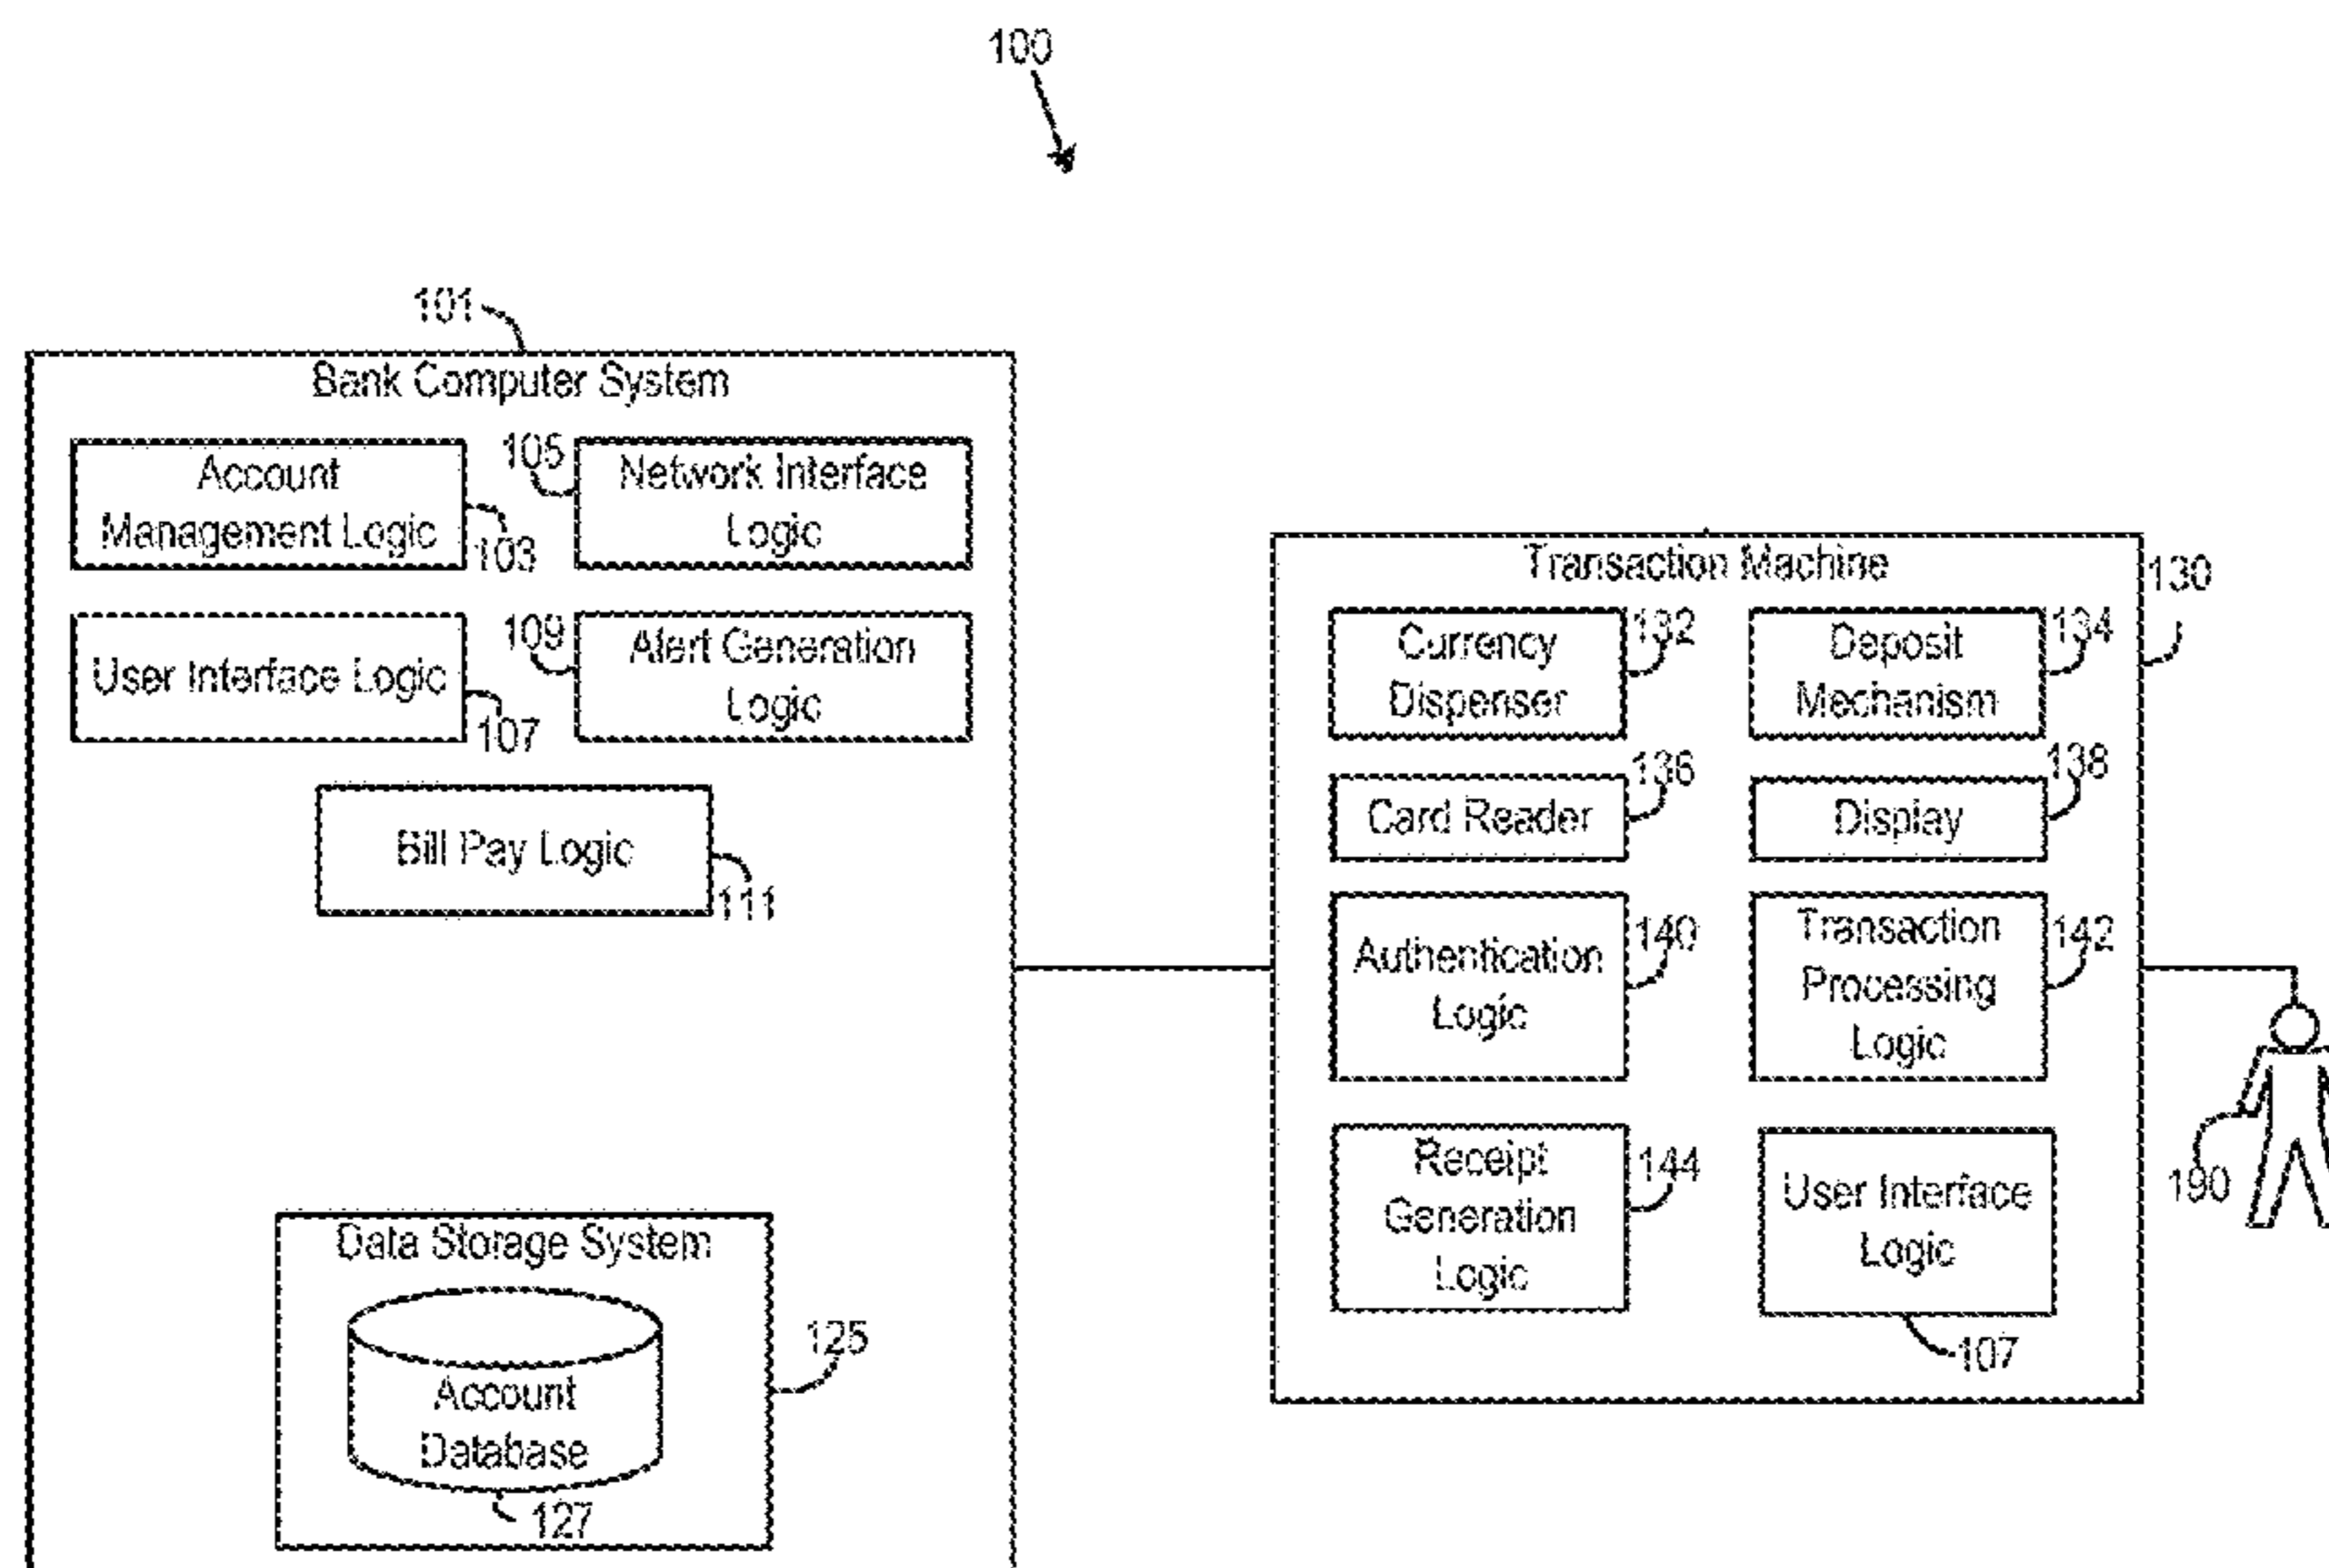 100
101
Bank Computer System
Account
Management Logic
103
105
Network Interface
Logic
User Interface Logic
107
109
Alert Generation
Logic
Bill Pay Logic
111
Data Storage System
125
Account
Database
127
Transaction Machine
130
Currency
Dispenser
132
Deposit
Mechanism
134
Card Reader
136
Display
138
Authentication
Logic
140
Transaction
Processing
Logic
142
Receipt
Generation
Logic
144
User Interface
Logic
107
190